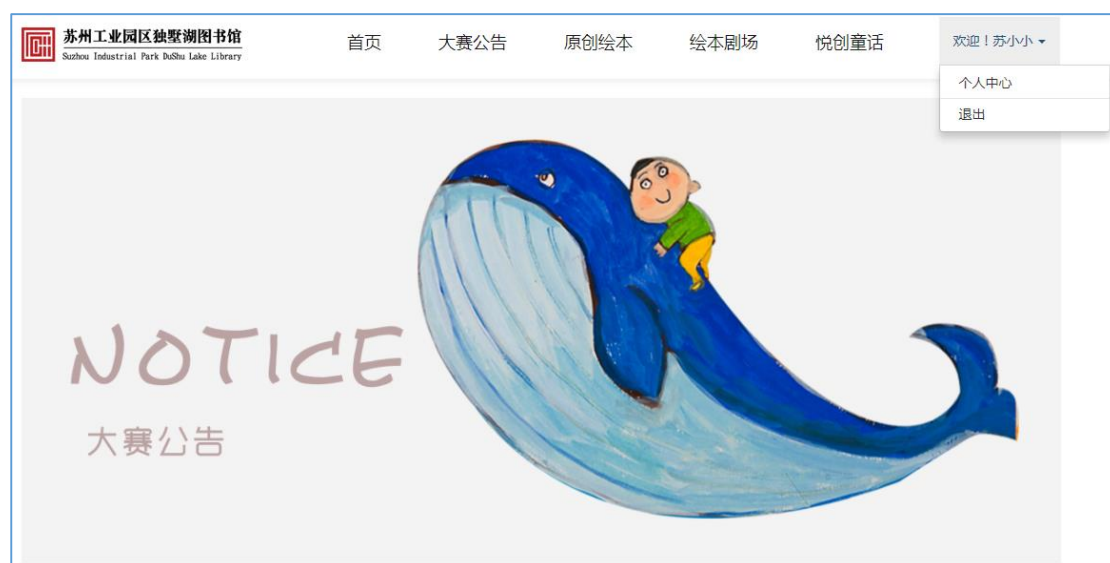 苏州工业园区独墅湖图书馆
Suzhou Industrial Park DuShu Lake Library
首页 大赛公告 原创绘本 绘本剧场 悦创童话 欢迎！苏小小
个人中心
退出
NOTICE
大赛公告